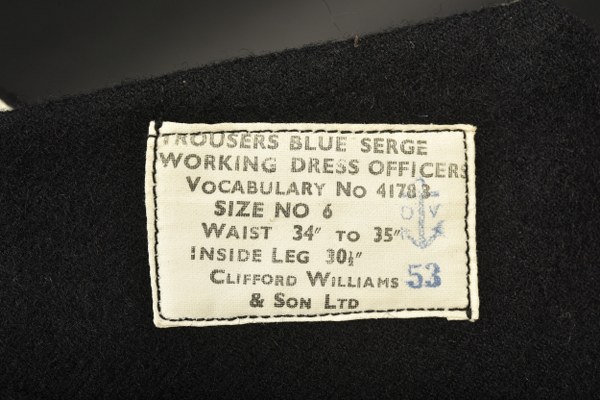 TROUSERS BLUE SERGE
WORKING DRESS OFFICERS
VOCABULARY NO 41783
SIZE NO 6
D V
WAIST 34" TO 35"
INSIDE LEG 30½"
CLIFFORD WILLIAMS 53
& SON LTD